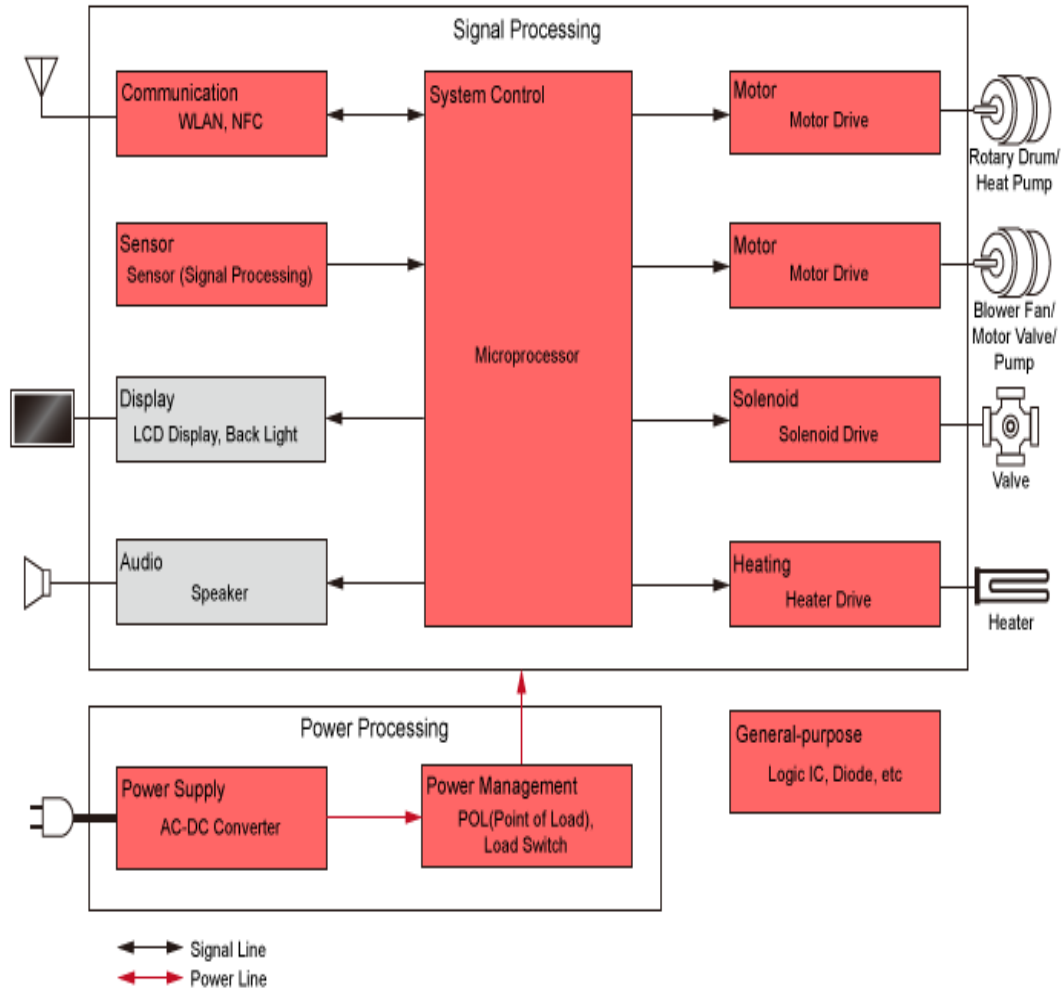 Signal Processing
Communication
WLAN, NFC
System Control
Microprocessor
Motor
Motor Drive
Rotary Drum/
Heat Pump
Sensor
Sensor (Signal Processing)
Motor
Motor Drive
Blower Fan/
Motor Valve/
Pump
Display
LCD Display, Back Light
Solenoid
Solenoid Drive
Valve
Audio
Speaker
Heating
Heater Drive
Heater
Power Processing
Power Supply
AC-DC Converter
Power Management
POL(Point of Load),
Load Switch
General-purpose
Logic IC, Diode, etc
Signal Line
Power Line